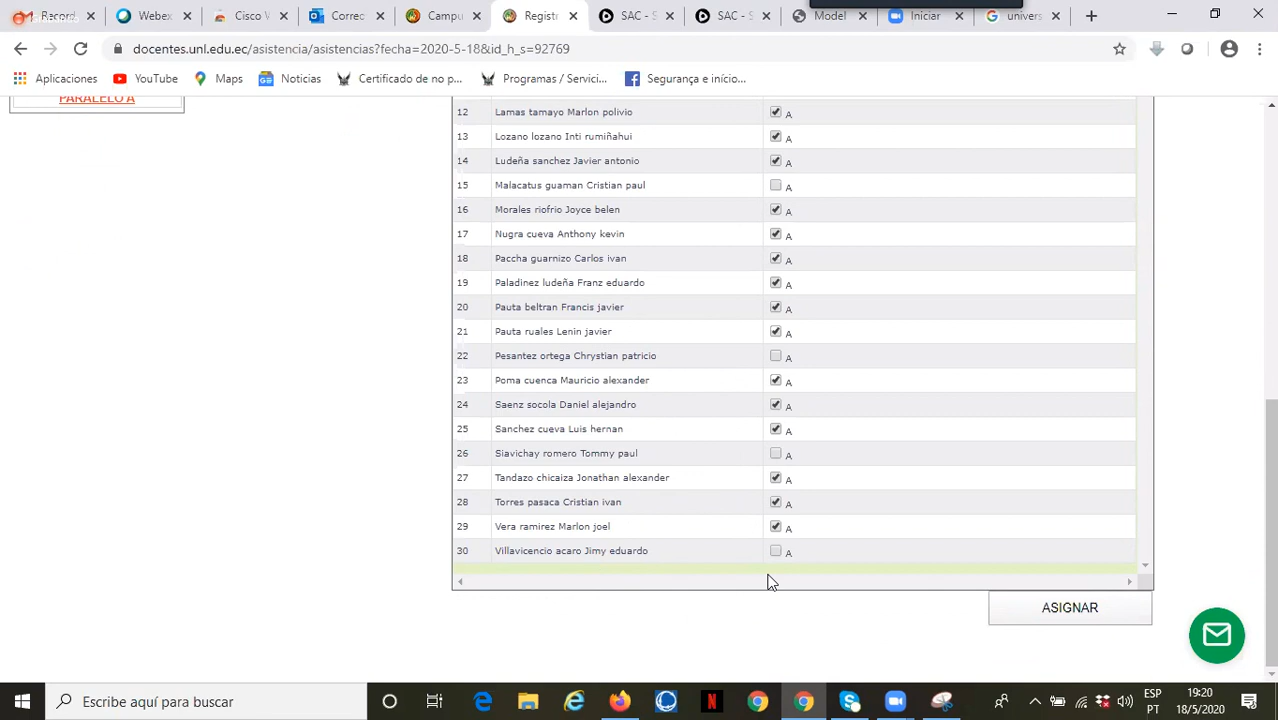 Record
Webex
Cisco V
Correc
Campu
Registr
SAC - S
SAC - S
Model
Iniciar
univers
docentes.unl.edu.ec/asistencia/asistencias?fecha=2020-5-18&id_h_s=92769
Aplicaciones YouTube Maps Noticias Certificado de no p... Programas / Servici... Segurança e início...
PARALELO A
12 Lamas tamayo Marlon polivio A
13 Lozano lozano Inti rumiñahui A
14 Ludeña sanchez Javier antonio A
15 Malacatus guaman Cristian paul A
16 Morales riofrio Joyce belen A
17 Nugra cueva Anthony kevin A
18 Paccha guarnizo Carlos ivan A
19 Paladinez ludeña Franz eduardo A
20 Pauta beltran Francis javier A
21 Pauta ruales Lenin javier A
22 Pesantez ortega Chrystian patricio A
23 Poma cuenca Mauricio alexander A
24 Saenz socola Daniel alejandro A
25 Sanchez cueva Luis hernan A
26 Siavichay romero Tommy paul A
27 Tandazo chicaiza Jonathan alexander A
28 Torres pasaca Cristian ivan A
29 Vera ramirez Marlon joel A
30 Villavicencio acaro Jimy eduardo A
ASIGNAR
Escribe aquí para buscar
ESP
PT
19:20
18/5/2020